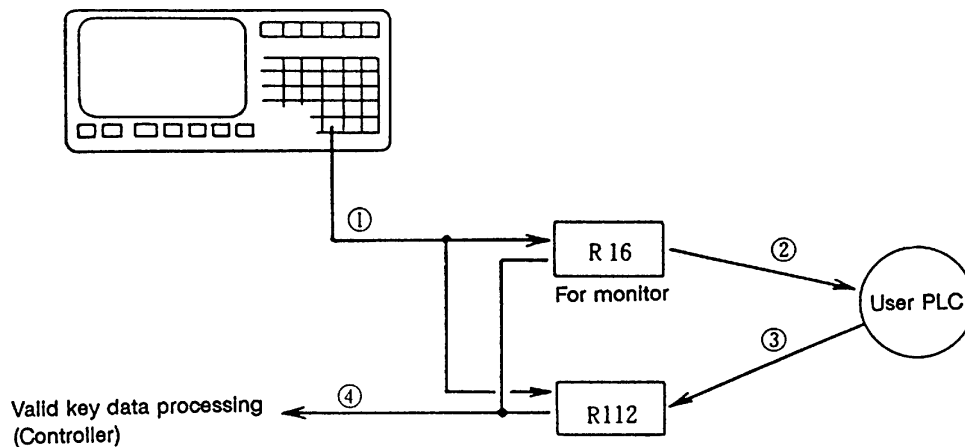 ①
R 16
For monitor
②
User PLC
③
④
R112
Valid key data processing
(Controller)